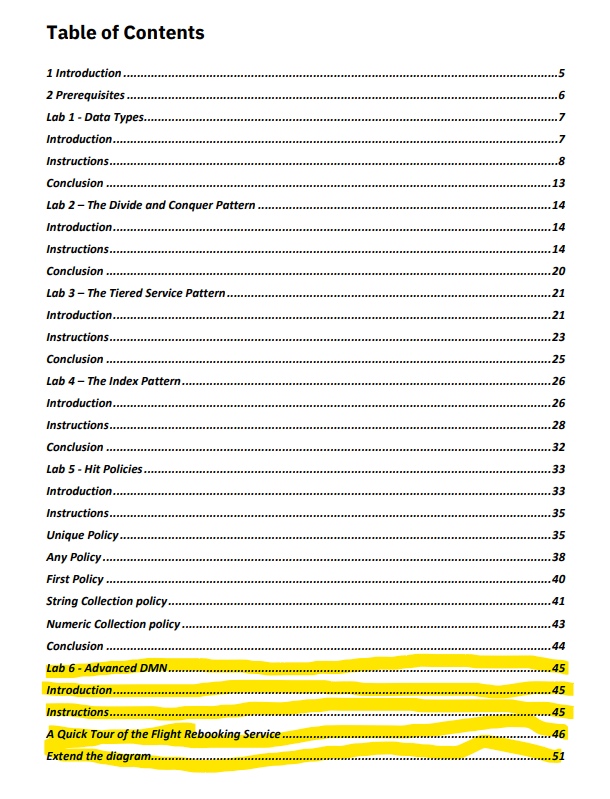 Table of Contents
1 Introduction ............................................................5
2 Prerequisites ............................................................6
Lab 1 - Data Types............................................................7
Introduction............................................................7
Instructions............................................................8
Conclusion ............................................................13
Lab 2 – The Divide and Conquer Pattern ............................................................14
Introduction............................................................14
Instructions............................................................14
Conclusion ............................................................20
Lab 3 – The Tiered Service Pattern............................................................21
Introduction............................................................21
Instructions............................................................23
Conclusion ............................................................25
Lab 4 – The Index Pattern............................................................26
Introduction............................................................26
Instructions............................................................28
Conclusion ............................................................32
Lab 5 - Hit Policies............................................................33
Introduction............................................................33
Instructions............................................................35
Unique Policy............................................................35
Any Policy............................................................38
First Policy ............................................................40
String Collection policy............................................................41
Numeric Collection policy............................................................43
Conclusion ............................................................44
Lab 6 - Advanced DMN............................................................45
Introduction............................................................45
Instructions............................................................45
A Quick Tour of the Flight Rebooking Service............................................................46
Extend the diagram............................................................51